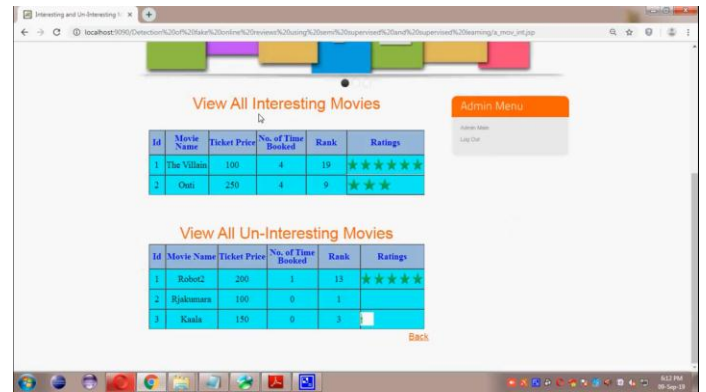 Interesting and Un-Interesting
localhost:9090/Detection%20of%20fake%20online%20reviews%20using%20semi%20supervised%20and%20supervised%20learning/a_mov_int.jsp
View All Interesting Movies
Admin Menu
Admin Main
Log Out
Id Movie Name Ticket Price No. of Time Booked Rank Ratings
1 The Villain 100 4 19
2 Onti 250 4 9
View All Un-Interesting Movies
Id Movie Name Ticket Price No. of Time Booked Rank Ratings
1 Robot2 200 1 13
2 Rjakumara 100 0 1
3 Kaala 150 0 3
Back
6:12 PM
09-Sep-19